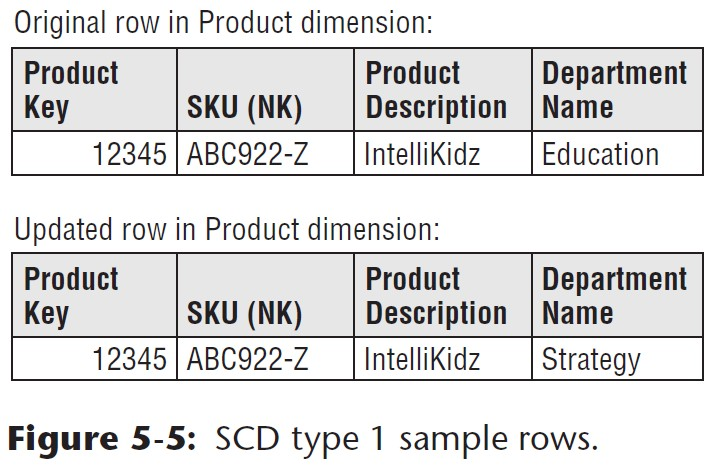 Original row in Product dimension:
Product Key SKU (NK) Product Description Department Name
12345 ABC922-Z IntelliKidz Education
Updated row in Product dimension:
Product Key SKU (NK) Product Description Department Name
12345 ABC922-Z IntelliKidz Strategy
Figure 5-5: SCD type 1 sample rows.